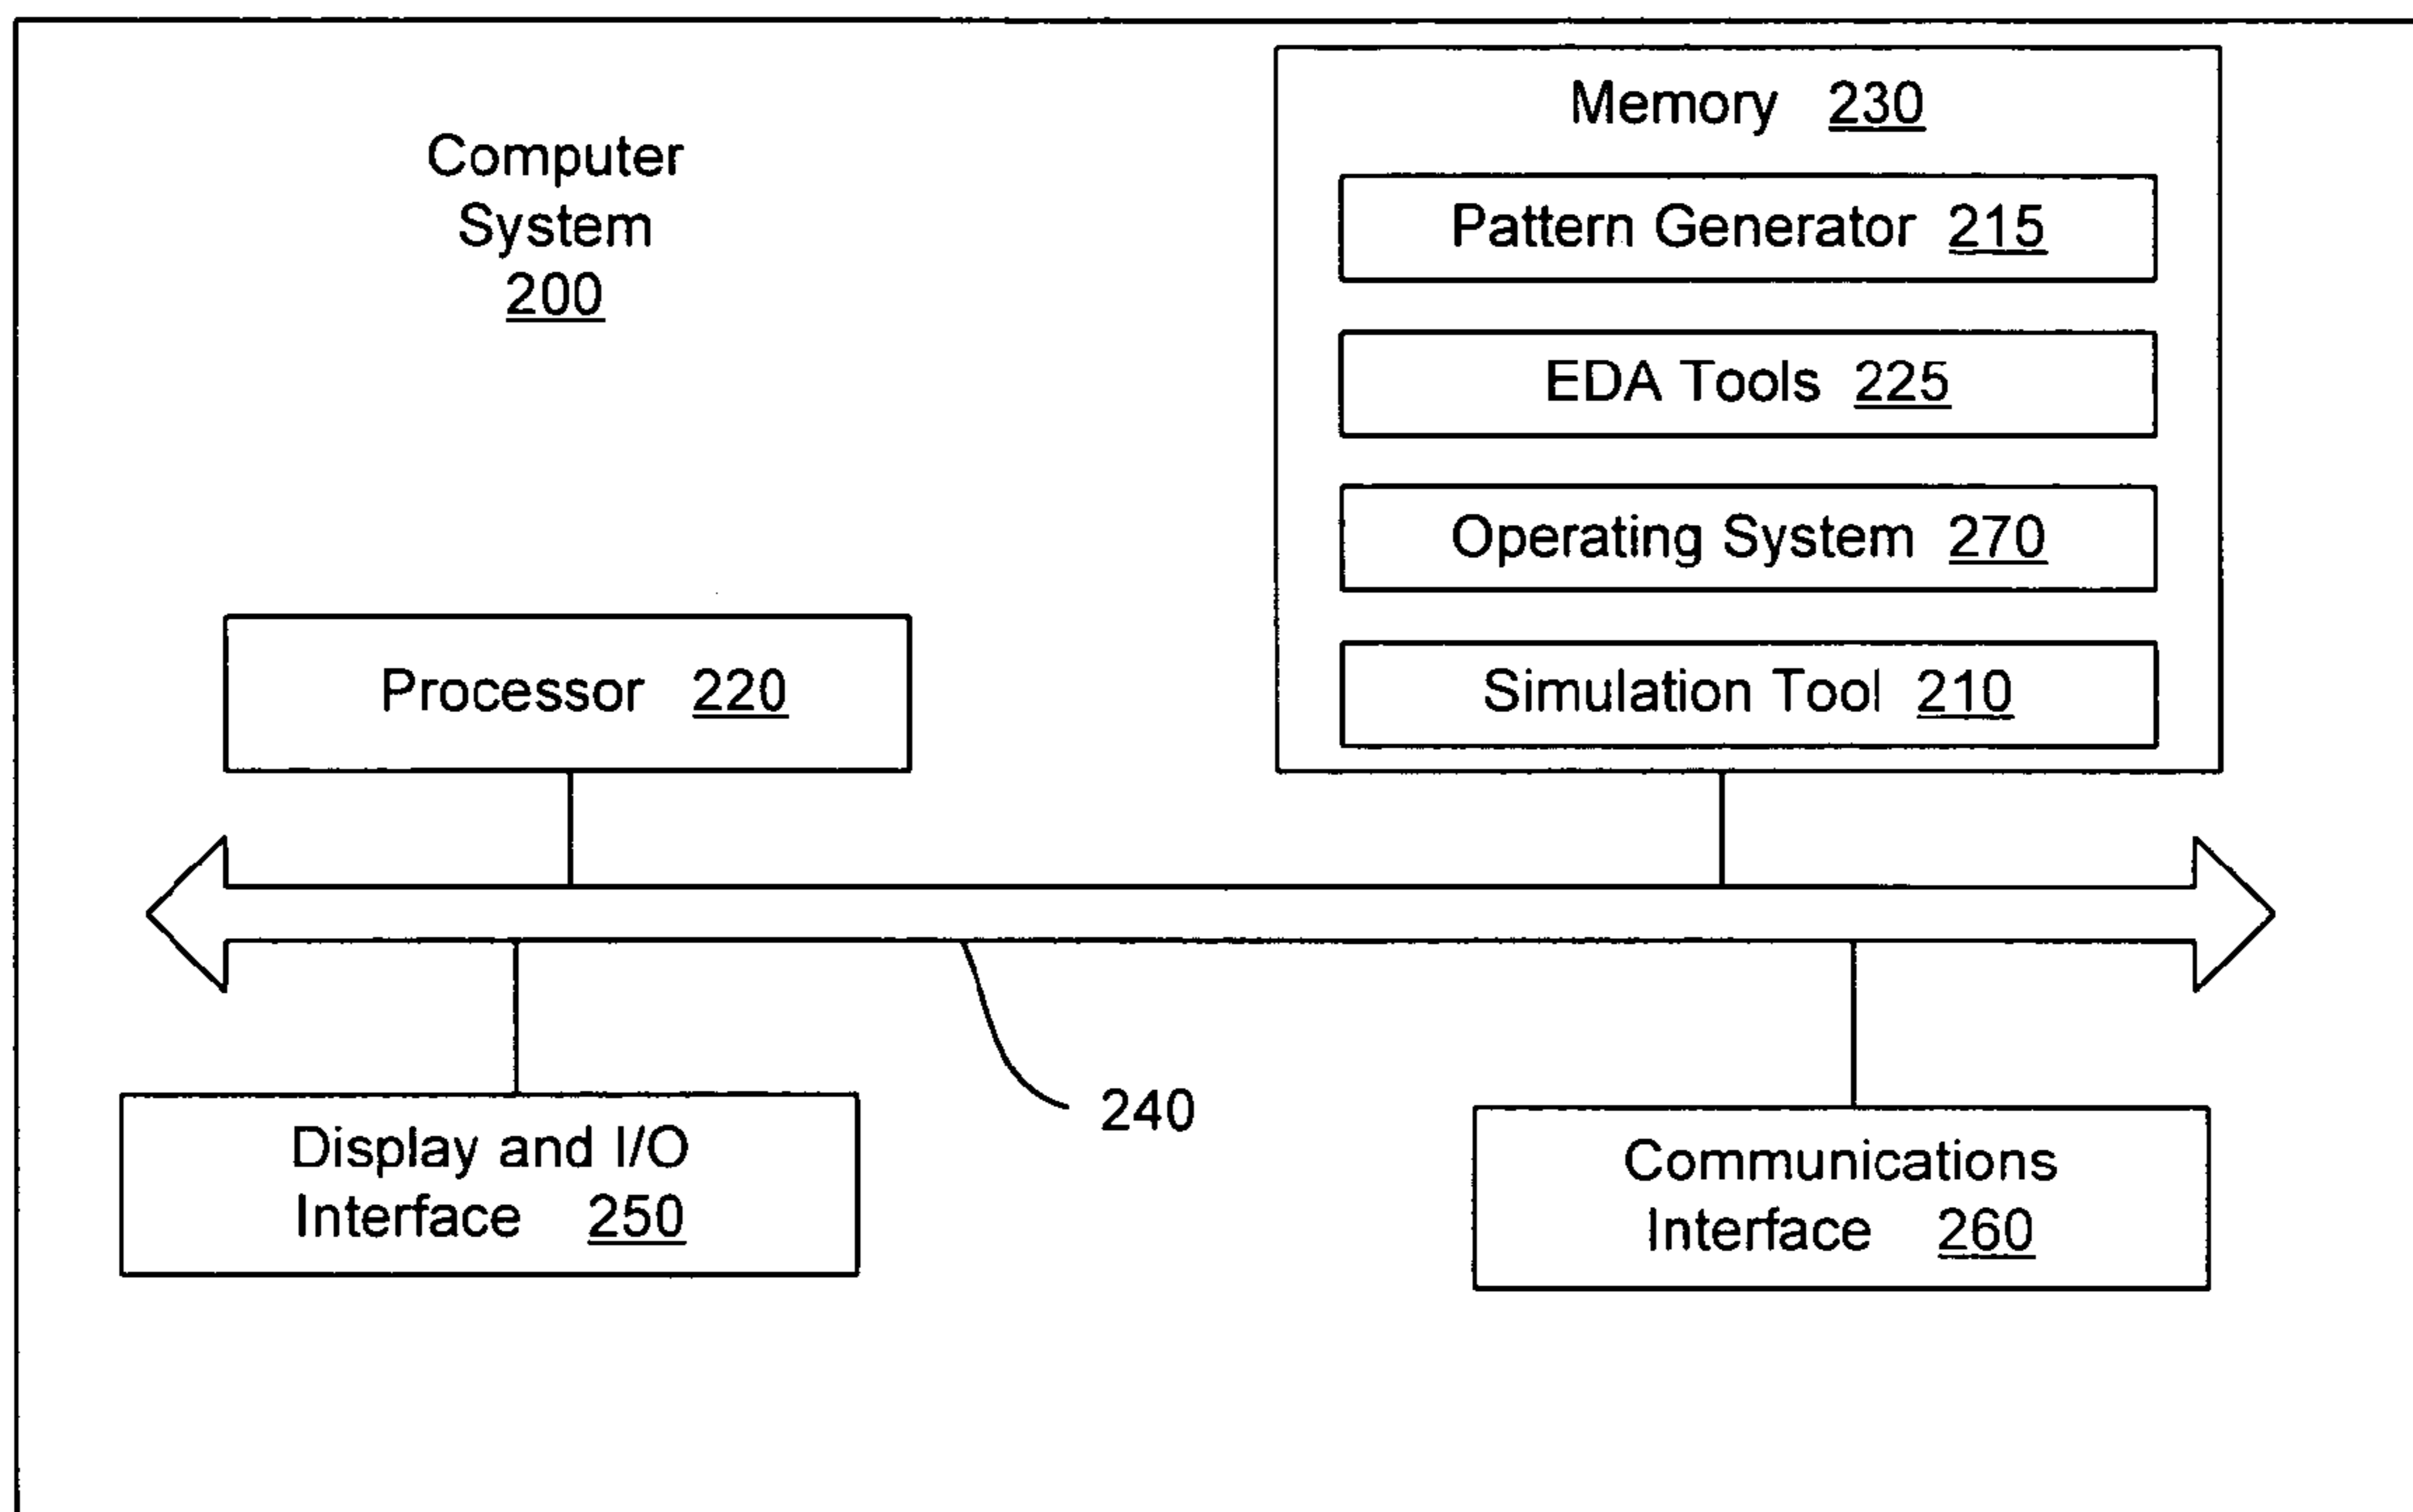 Computer
System
200
Memory 230
Pattern Generator 215
EDA Tools 225
Operating System 270
Simulation Tool 210
Processor 220
240
Display and I/O
Interface 250
Communications
Interface 260